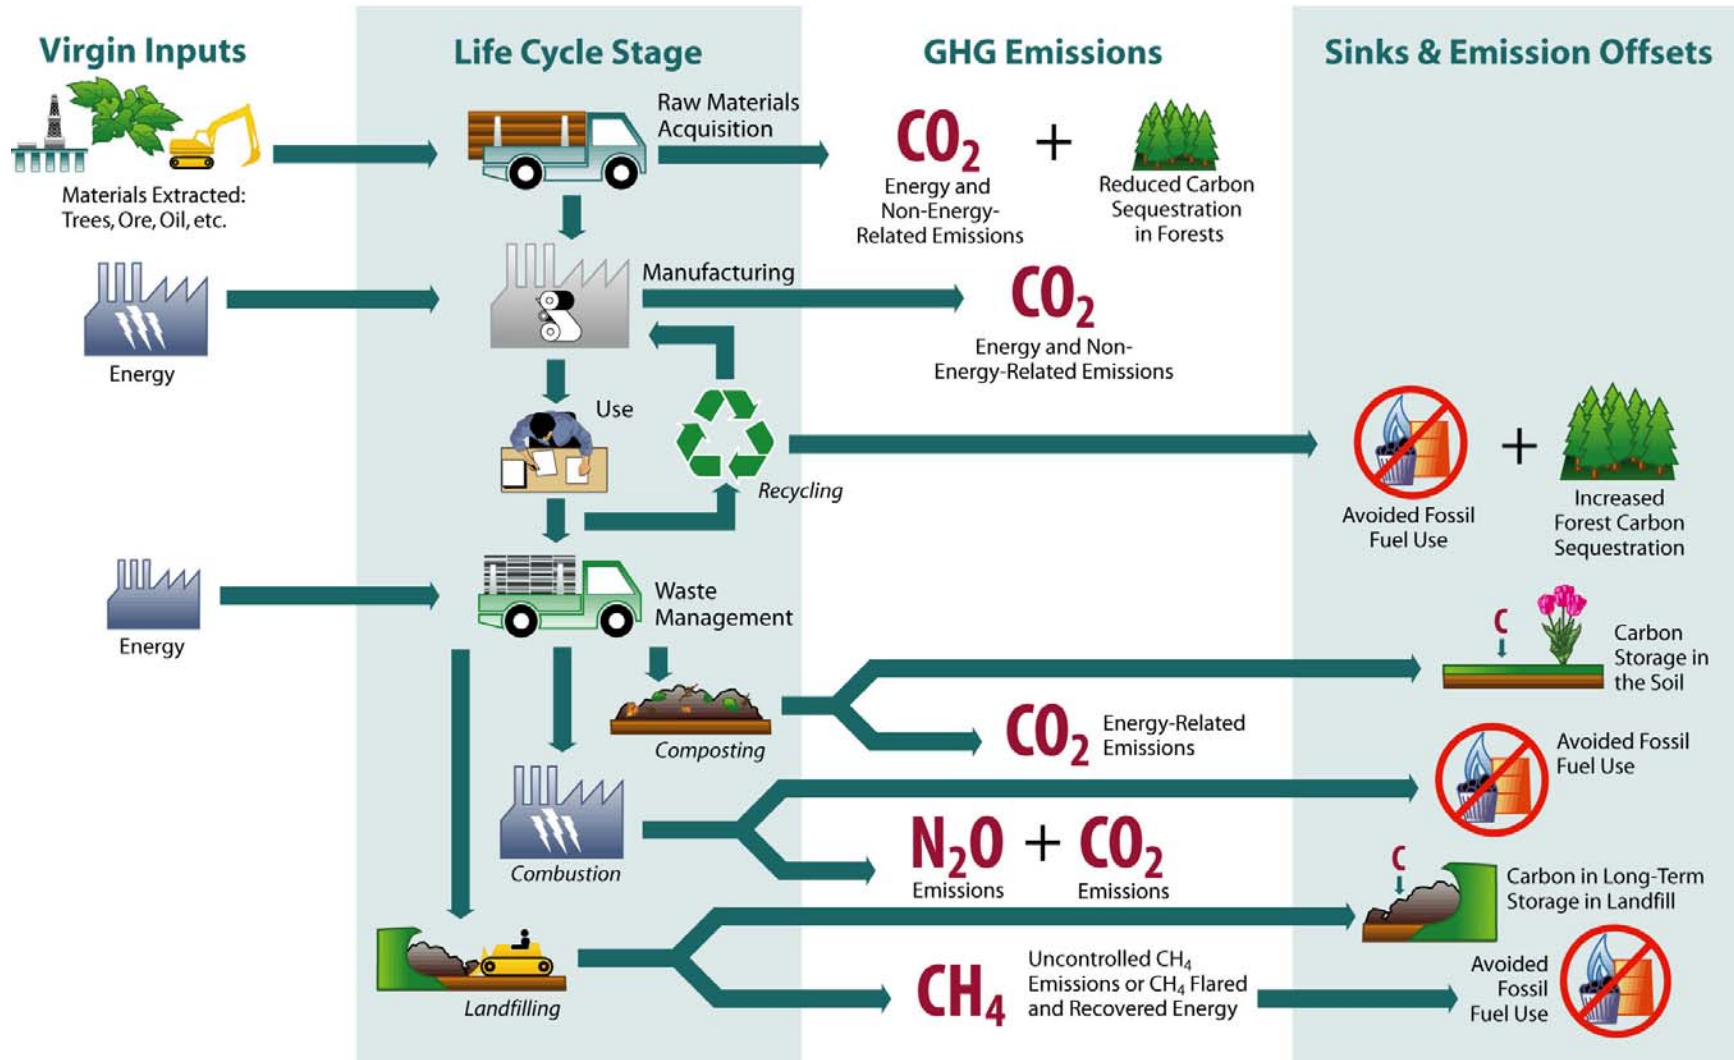 Virgin Inputs
Life Cycle Stage
GHG Emissions
Sinks & Emission Offsets
Materials Extracted:
Trees, Ore, Oil, etc.
Raw Materials
Acquisition
CO₂
Energy and
Non-Energy-
Related Emissions
+
Reduced Carbon
Sequestration
in Forests
Energy
Manufacturing
CO₂
Energy and Non-
Energy-Related Emissions
Use
Recycling
Avoided Fossil
Fuel Use
+
Increased
Forest Carbon
Sequestration
Energy
Waste
Management
Composting
C
Carbon
Storage in
the Soil
CO₂
Energy-Related
Emissions
Combustion
Avoided Fossil
Fuel Use
N₂O
Emissions
+
CO₂
Emissions
Landfilling
C
Carbon in Long-Term
Storage in Landfill
CH₄
Uncontrolled CH₄
Emissions or CH₄ Flared
and Recovered Energy
Avoided
Fossil
Fuel Use